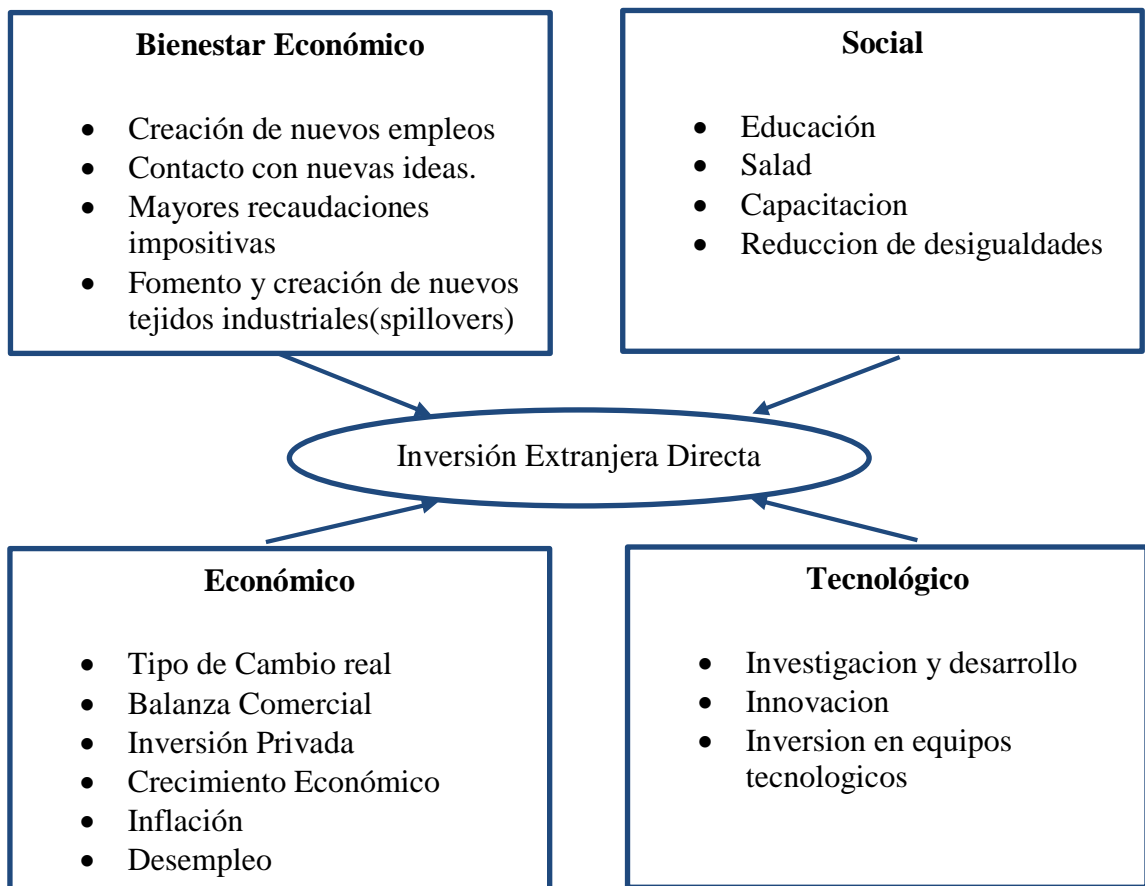 Bienestar Económico
• Creación de nuevos empleos
• Contacto con nuevas ideas.
• Mayores recaudaciones
impositivas
• Fomento y creación de nuevos
tejidos industriales(spillovers)
Social
• Educación
• Salad
• Capacitacion
• Reduccion de desigualdades
Inversión Extranjera Directa
Económico
• Tipo de Cambio real
• Balanza Comercial
• Inversión Privada
• Crecimiento Económico
• Inflación
• Desempleo
Tecnológico
• Investigacion y desarrollo
• Innovacion
• Inversion en equipos
tecnologicos